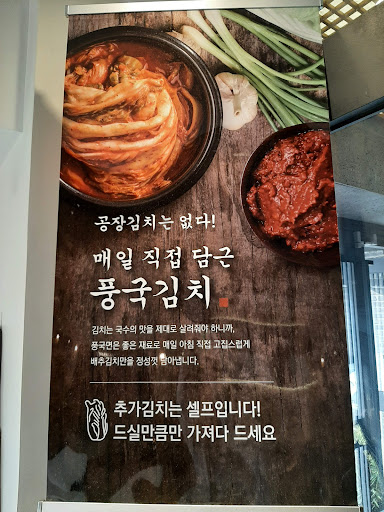 공장김치는 없다!
매일 직접 담근
풍국김치
김치는 국수의 맛을 제대로 살려줘야 하니까,
풍국면은 좋은 재료로 매일 아침 직접 고집스럽게
배추김치만을 정성껏 담아냅니다.
추가김치는 셀프입니다!
드실만큼만 가져다 드세요